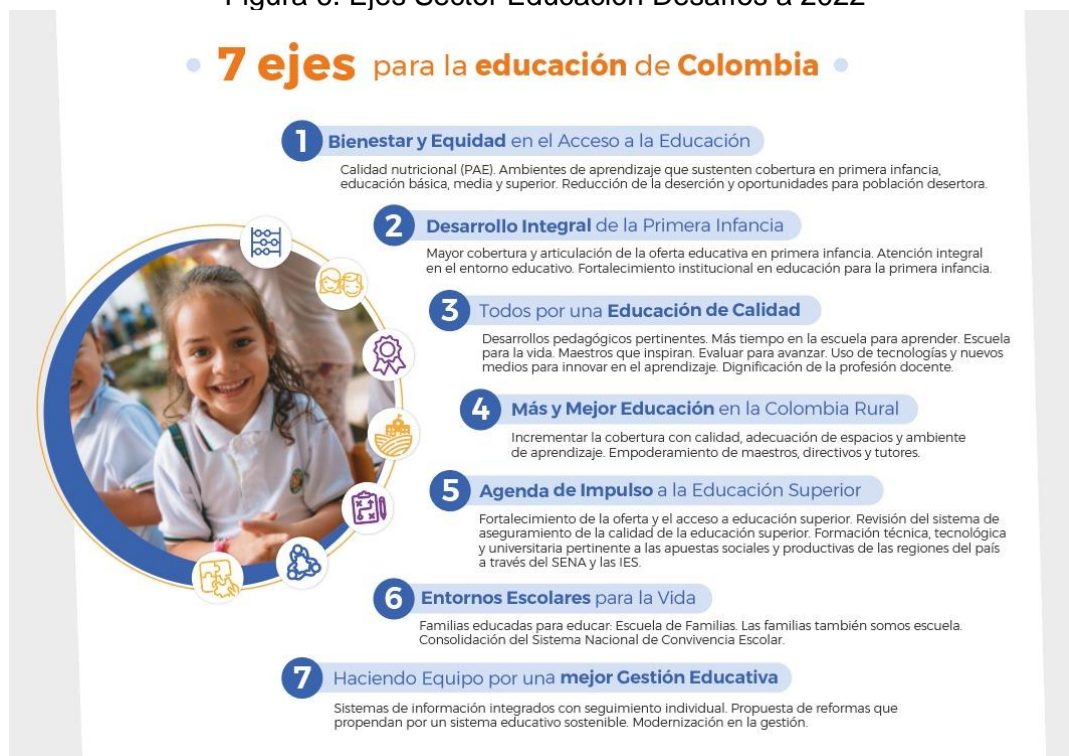 Figura 6. Ejes Sector Educación Desafíos a 2022
7 ejes para la educación de Colombia
1 Bienestar y Equidad en el Acceso a la Educación
Calidad nutricional (PAE). Ambientes de aprendizaje que sustenten cobertura en primera infancia,
educación básica, media y superior. Reducción de la deserción y oportunidades para población desertora.
2 Desarrollo Integral de la Primera Infancia
Mayor cobertura y articulación de la oferta educativa en primera infancia. Atención integral
en el entorno educativo. Fortalecimiento institucional en educación para la primera infancia.
3 Todos por una Educación de Calidad
Desarrollos pedagógicos pertinentes. Más tiempo en la escuela para aprender. Escuela
para la vida. Maestros que inspiran. Evaluar para avanzar. Uso de tecnologías y nuevos
medios para innovar en el aprendizaje. Dignificación de la profesión docente.
4 Más y Mejor Educación en la Colombia Rural
Incrementar la cobertura con calidad, adecuación de espacios y ambiente
de aprendizaje. Empoderamiento de maestros, directivos y tutores.
5 Agenda de Impulso a la Educación Superior
Fortalecimiento de la oferta y el acceso a educación superior. Revisión del sistema de
aseguramiento de la calidad de la educación superior. Formación técnica, tecnológica
y universitaria pertinente a las apuestas sociales y productivas de las regiones del país
a través del SENA y las IES.
6 Entornos Escolares para la Vida
Familias educadas para educar: Escuela de Familias. Las familias también somos escuela.
Consolidación del Sistema Nacional de Convivencia Escolar.
7 Haciendo Equipo por una mejor Gestión Educativa
Sistemas de información integrados con seguimiento individual. Propuesta de reformas que
propendan por un sistema educativo sostenible. Modernización en la gestión.